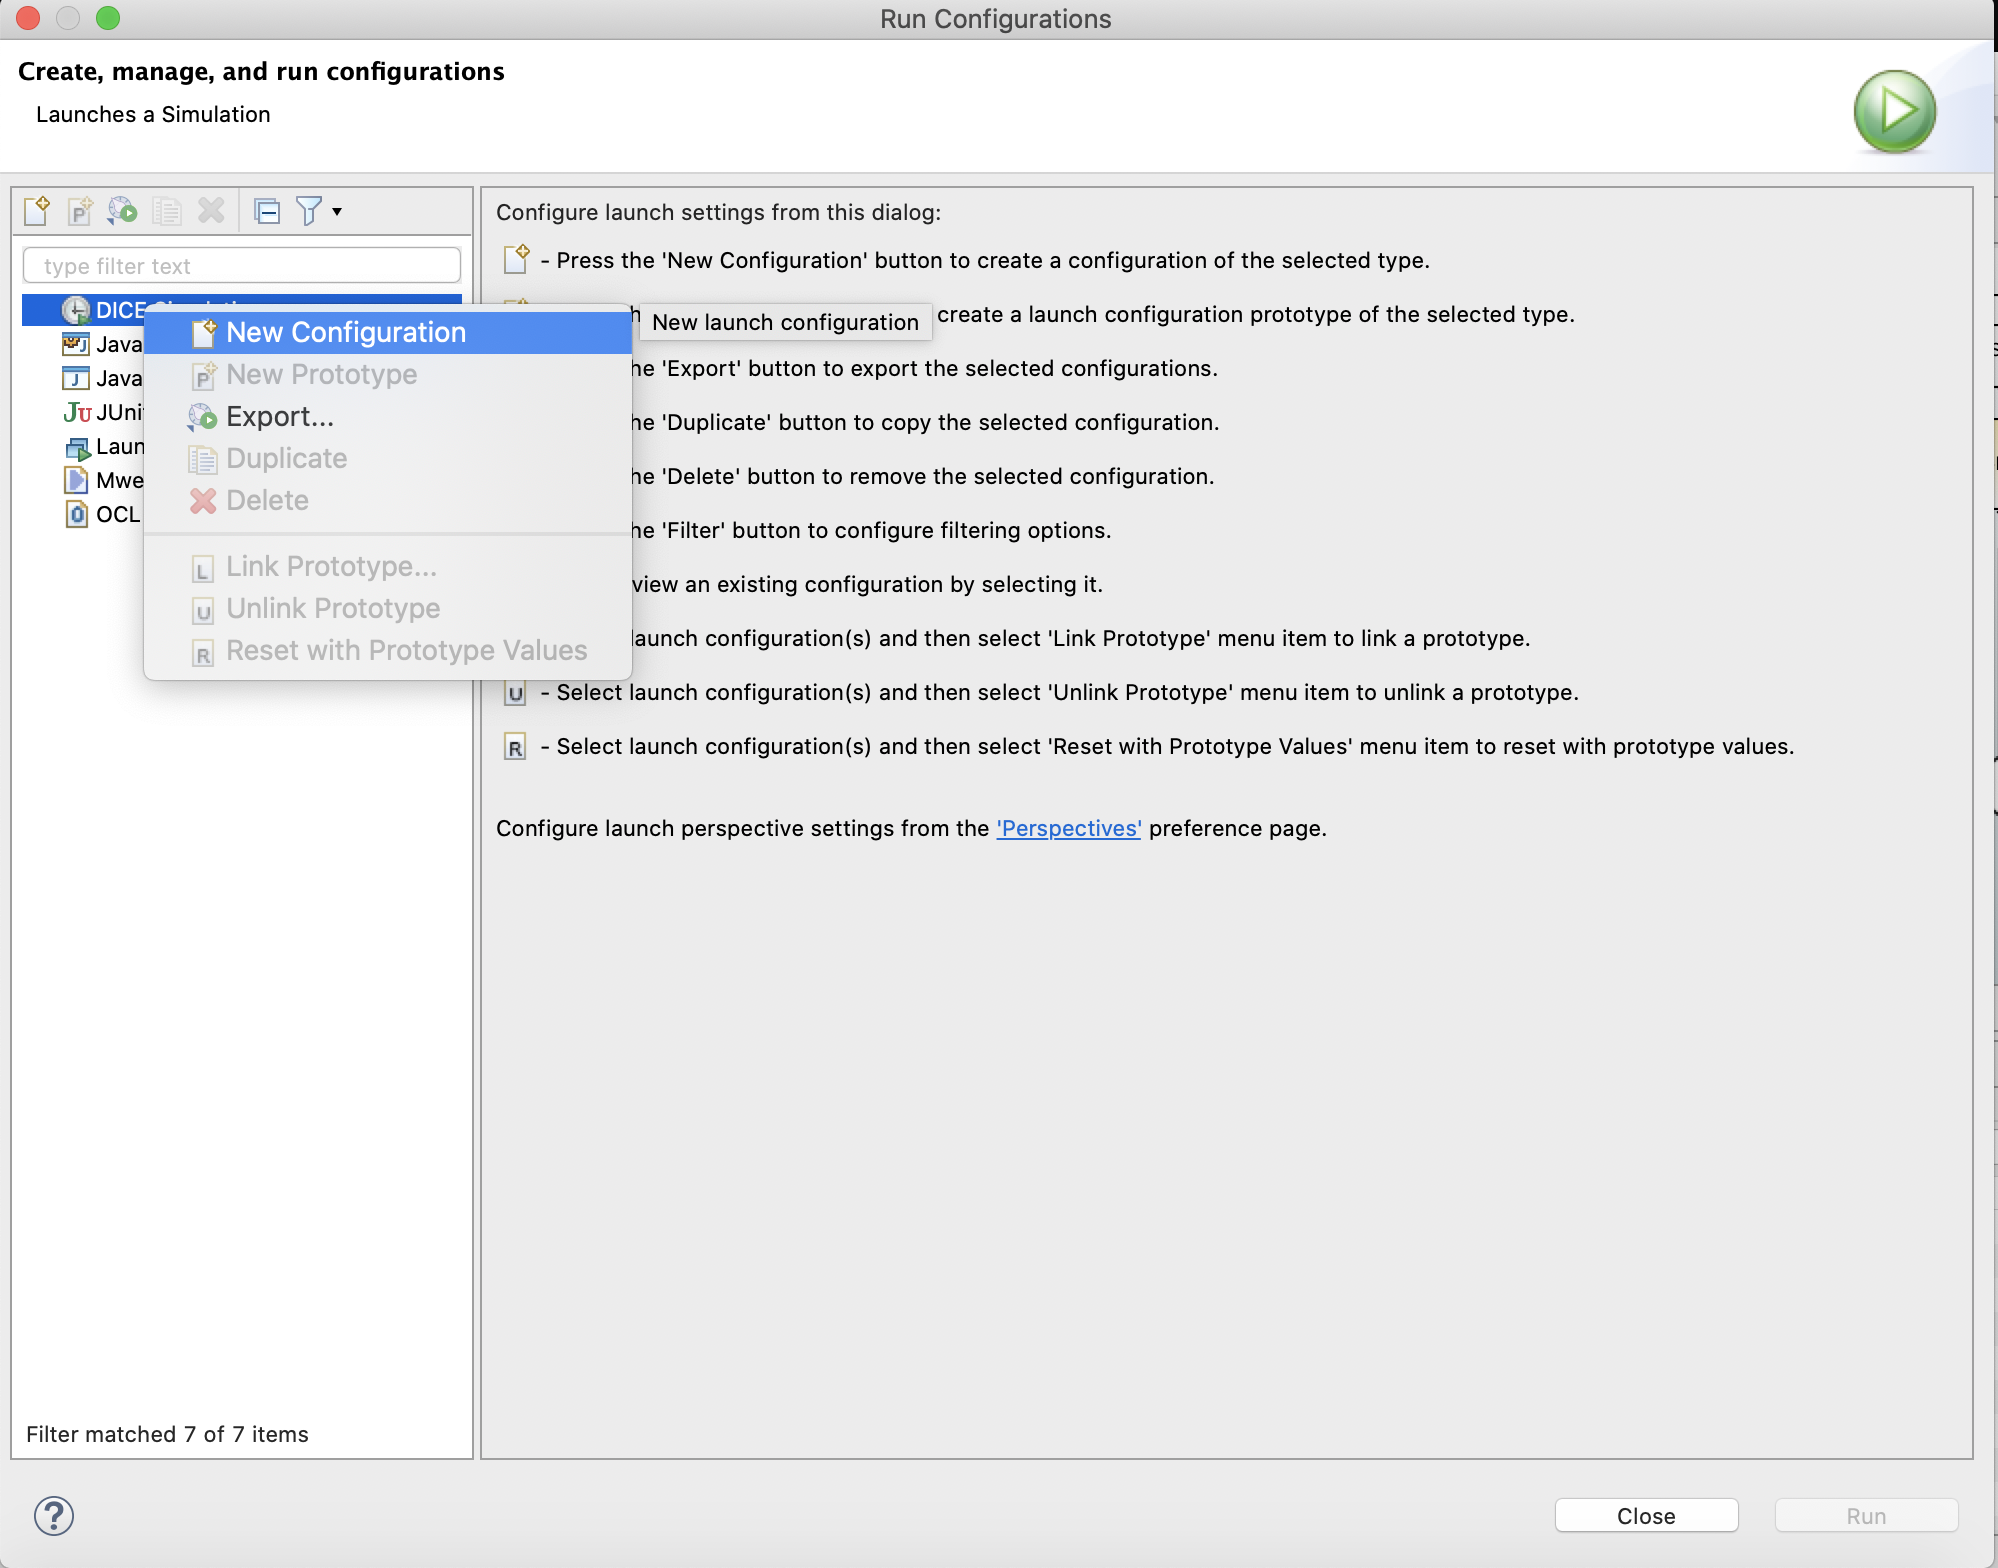 Run Configurations
Create, manage, and run configurations
Launches a Simulation
type filter text
DICE
Java
Java
JUni
Laun
Mwe
OCL
Filter matched 7 of 7 items
New Configuration
New Prototype
Export...
Duplicate
Delete
Link Prototype...
Unlink Prototype
Reset with Prototype Values
New launch configuration
Configure launch settings from this dialog:
- Press the 'New Configuration' button to create a configuration of the selected type.
create a launch configuration prototype of the selected type.
he 'Export' button to export the selected configurations.
he 'Duplicate' button to copy the selected configuration.
he 'Delete' button to remove the selected configuration.
he 'Filter' button to configure filtering options.
view an existing configuration by selecting it.
launch configuration(s) and then select 'Link Prototype' menu item to link a prototype.
- Select launch configuration(s) and then select 'Unlink Prototype' menu item to unlink a prototype.
- Select launch configuration(s) and then select 'Reset with Prototype Values' menu item to reset with prototype values.
Configure launch perspective settings from the 'Perspectives' preference page.
Close
Run